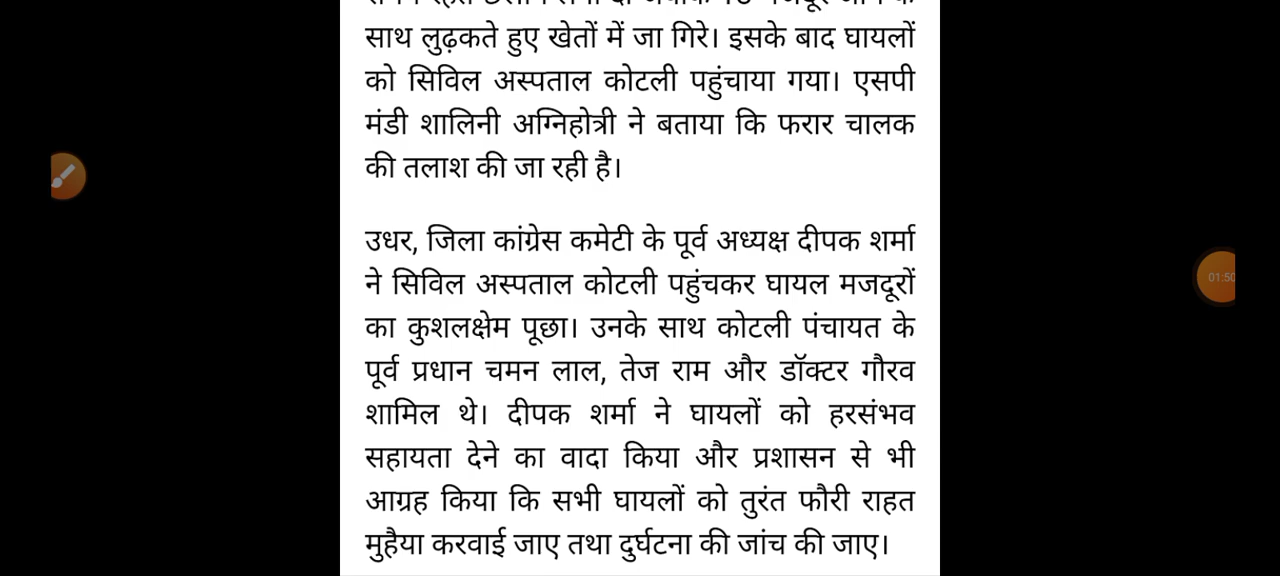 साथ लुढ़कते हुए खेतों में जा गिरे। इसके बाद घायलों
को सिविल अस्पताल कोटली पहुंचाया गया। एसपी
मंडी शालिनी अग्निहोत्री ने बताया कि फरार चालक
की तलाश की जा रही है।
उधर, जिला कांग्रेस कमेटी के पूर्व अध्यक्ष दीपक शर्मा
ने सिविल अस्पताल कोटली पहुंचकर घायल मजदूरों
का कुशलक्षेम पूछा। उनके साथ कोटली पंचायत के
पूर्व प्रधान चमन लाल, तेज राम और डॉक्टर गौरव
शामिल थे। दीपक शर्मा ने घायलों को हरसंभव
सहायता देने का वादा किया और प्रशासन से भी
आग्रह किया कि सभी घायलों को तुरंत फौरी राहत
मुहैया करवाई जाए तथा दुर्घटना की जांच की जाए।
01:50